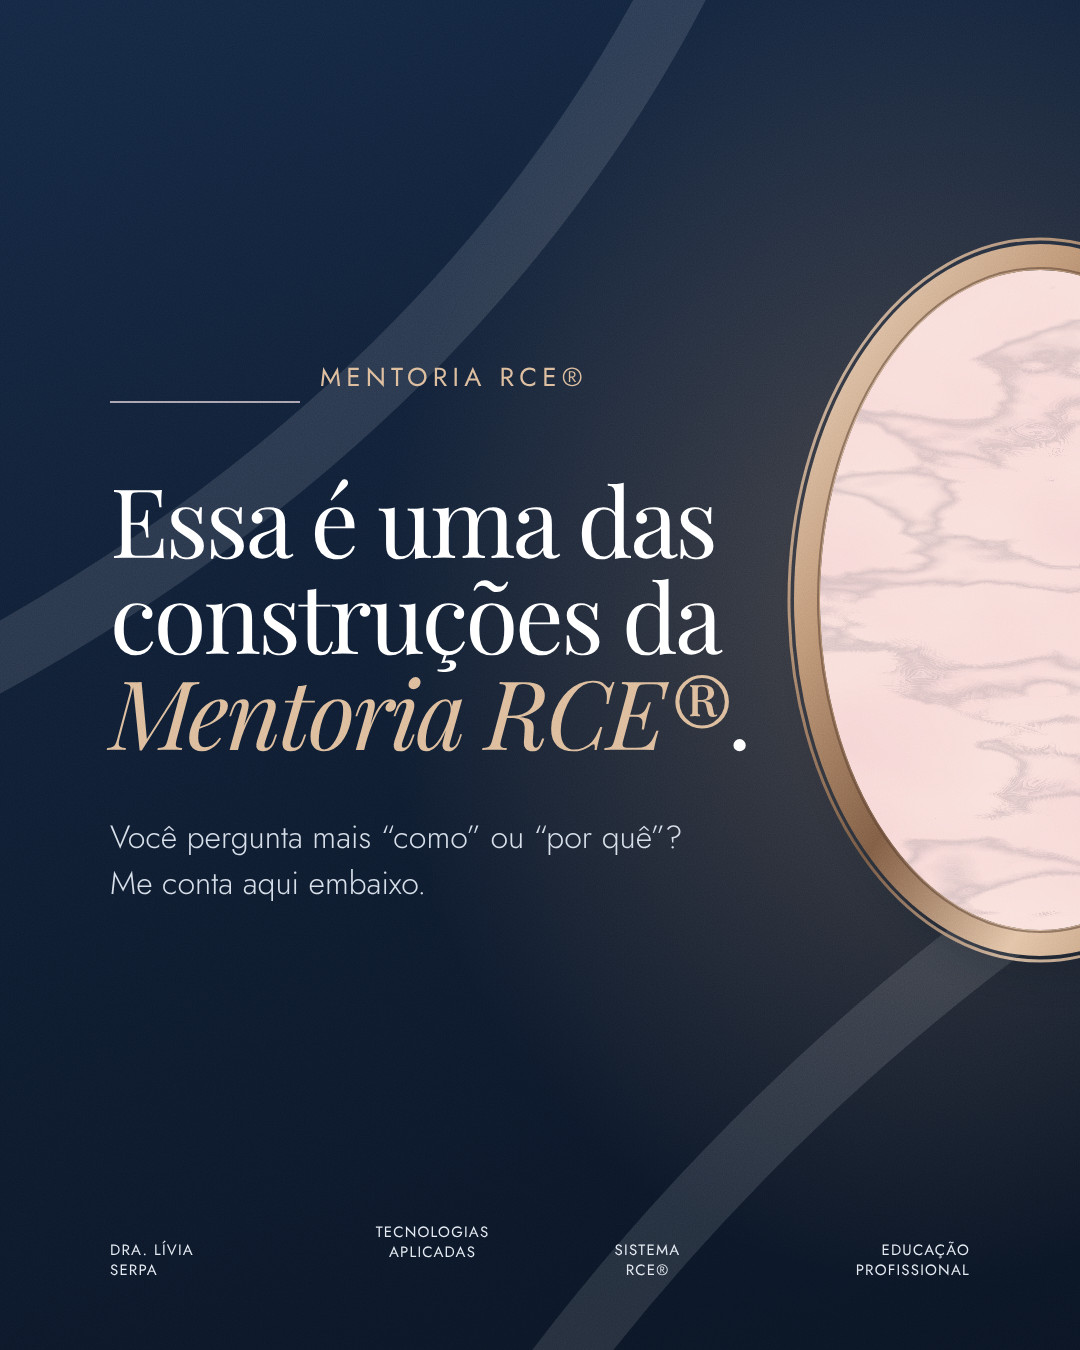 MENTORIA RCE®
Essa é uma das
construções da
Mentoria RCE®.
Você pergunta mais “como” ou “por quê”?
Me conta aqui embaixo.
DRA. LÍVIA
SERPA
TECNOLOGIAS
APLICADAS
SISTEMA
RCE®
EDUCAÇÃO
PROFISSIONAL